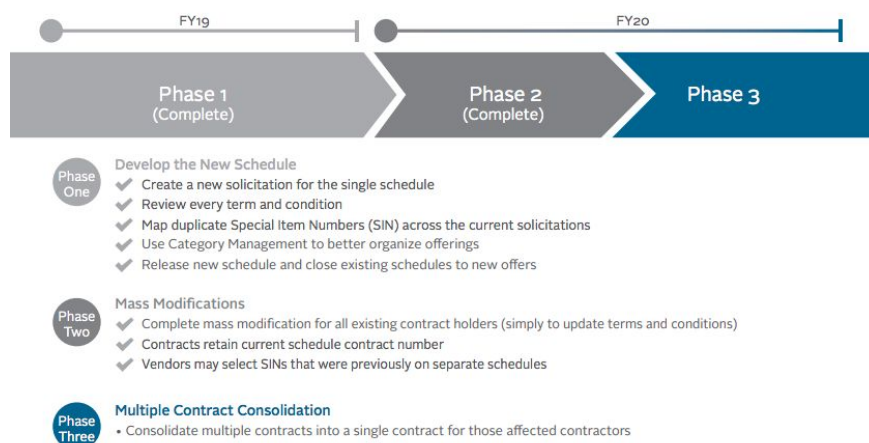 FY19
FY20
Phase 1
(Complete)
Phase 2
(Complete)
Phase 3
Phase
One
Develop the New Schedule
Create a new solicitation for the single schedule
Review every term and condition
Map duplicate Special Item Numbers (SIN) across the current solicitations
Use Category Management to better organize offerings
Release new schedule and close existing schedules to new offers
Phase
Two
Mass Modifications
Complete mass modification for all existing contract holders (simply to update terms and conditions)
Contracts retain current schedule contract number
Vendors may select SINs that were previously on separate schedules
Phase
Three
Multiple Contract Consolidation
• Consolidate multiple contracts into a single contract for those affected contractors